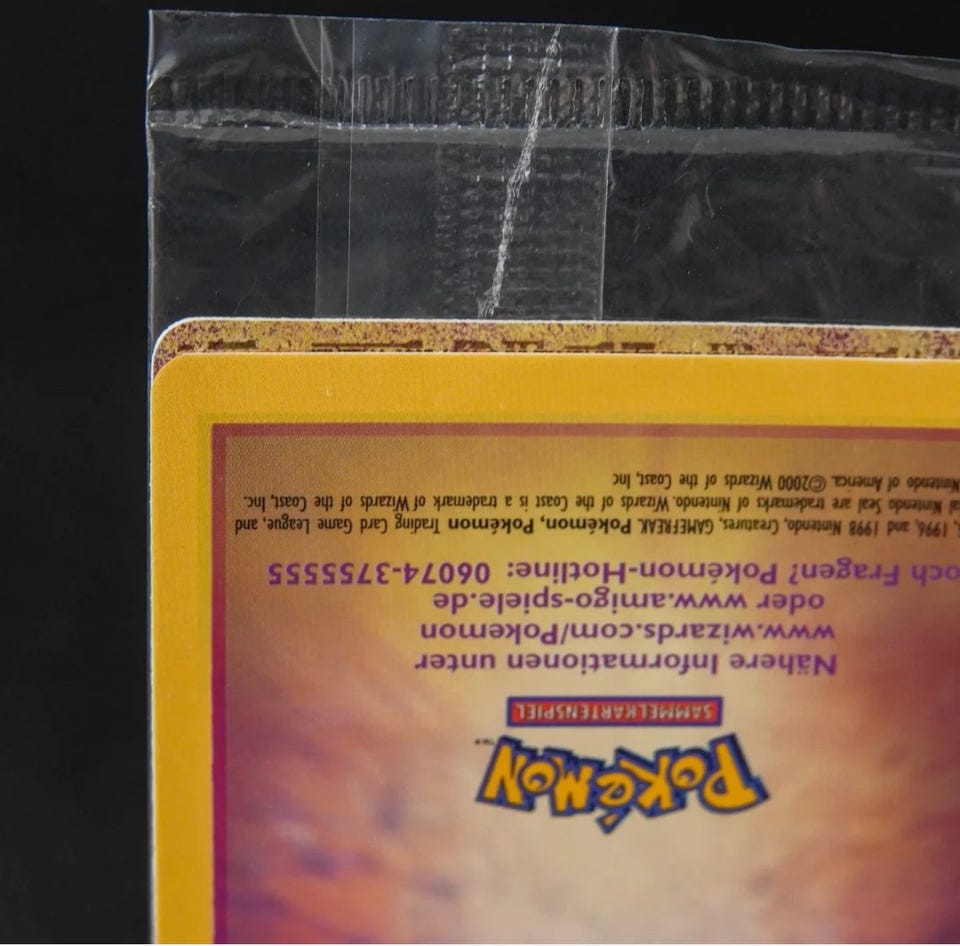 POKéMON™
SAMMELKARTENSPIEL
Nähere Informationen unter
www.wizards.com/Pokemon
oder www.amigo-spiele.de
och Fragen? Pokémon-Hotline: 06074-3755555
, 1996, and 1998 Nintendo, Creatures, GAMEFREAK. Pokémon, Pokémon Trading Card Game League, and
al Nintendo Seal are trademarks of Nintendo. Wizards of the Coast is a trademark of Wizards of the Coast, Inc.
Nintendo of America. ©2000 Wizards of the Coast, Inc